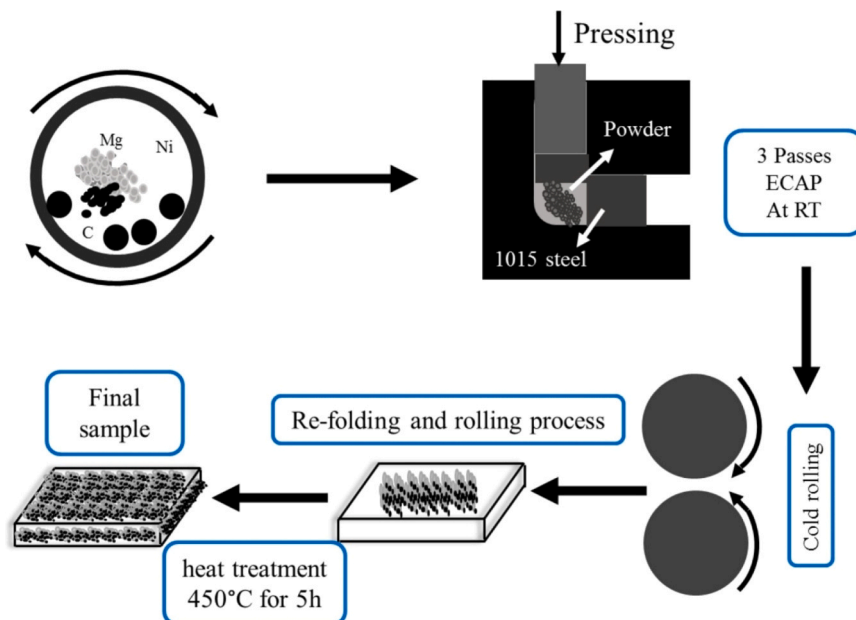 Mg
Ni
C
Pressing
Powder
1015 steel
3 Passes
ECAP
At RT
Cold rolling
Re-folding and rolling process
Final
sample
heat treatment
450°C for 5h